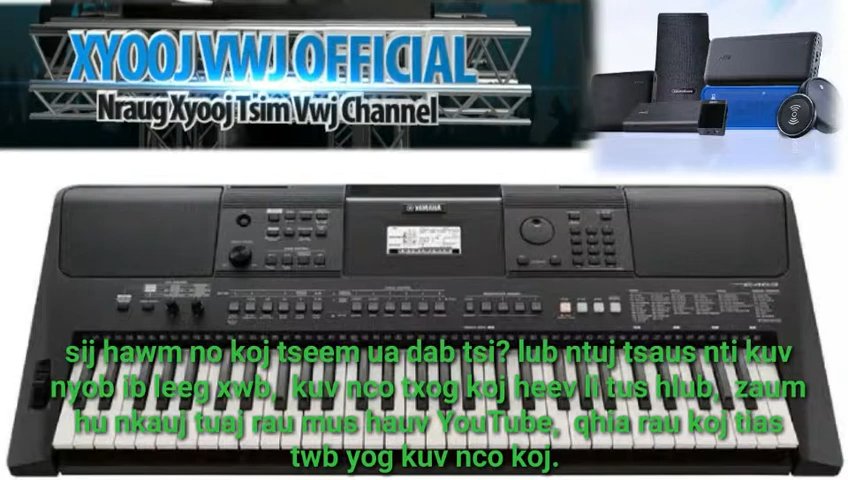 XYOOJ VWJ OFFICIAL
Nraug Xyooj Tsim Vwj Channel
YAMAHA
sij hawm no koj tseem ua dab tsi? lub ntuj tsaus nti kuv
nyob ib leeg xwb, kuv nco txog koj heev li tus hlub, zaum
hu nkauj tuaj rau mus hauv YouTube, qhia rau koj tias
twb yog kuv nco koj.